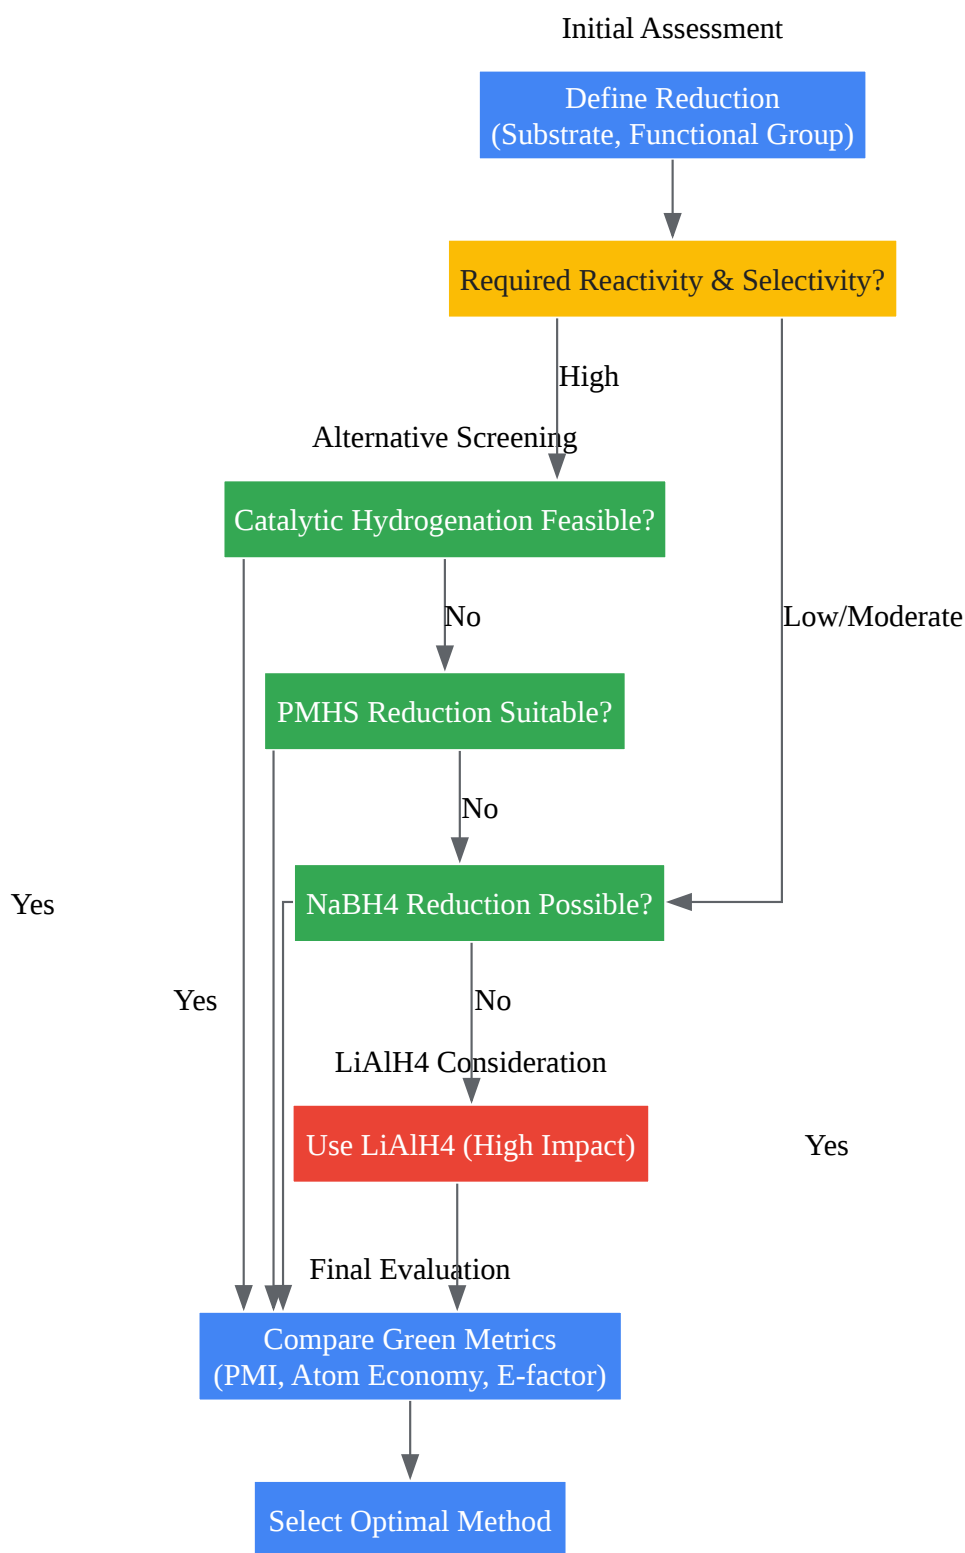 Initial Assessment
Define Reduction
(Substrate, Functional Group)
Required Reactivity & Selectivity?
High
Alternative Screening
Catalytic Hydrogenation Feasible?
No
Low/Moderate
PMHS Reduction Suitable?
No
Yes
NaBH4 Reduction Possible?
Yes
No
LiAlH4 Consideration
Use LiAlH4 (High Impact)
Yes
Final Evaluation
Compare Green Metrics
(PMI, Atom Economy, E-factor)
Select Optimal Method